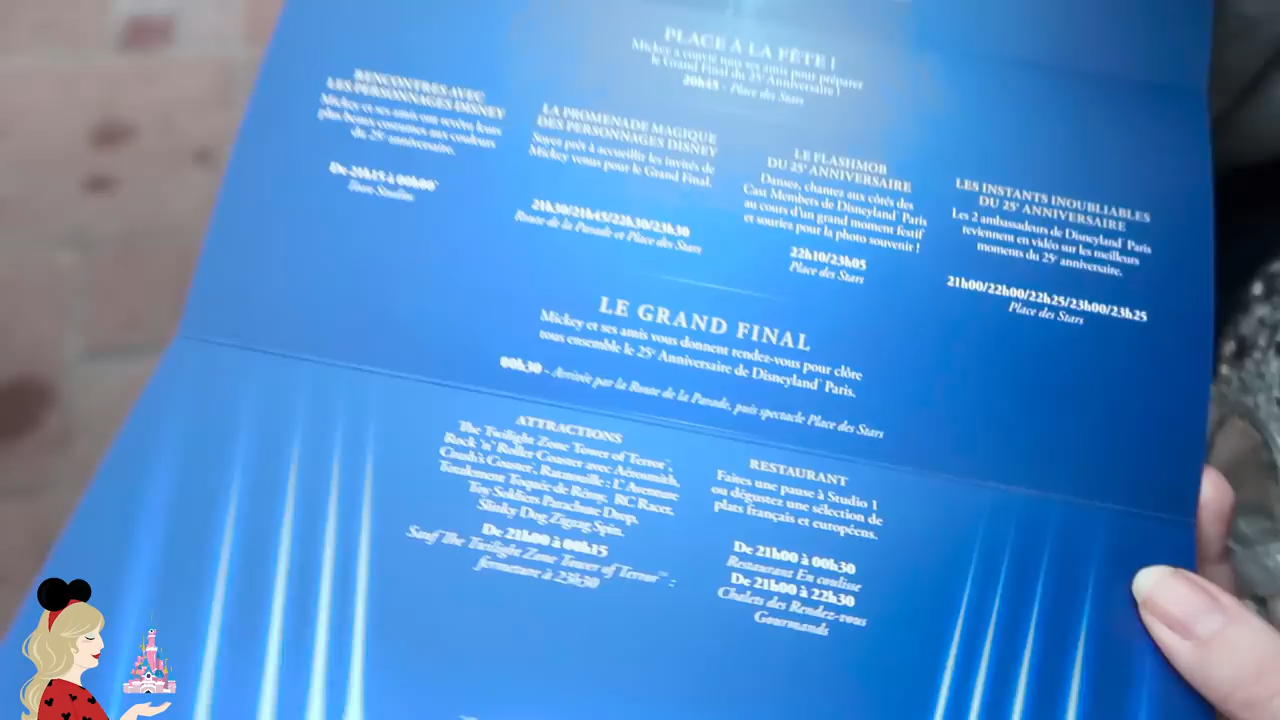 PLACE À LA FÊTE !
Mickey a convié tous ses amis pour préparer
le Grand Final du 25e Anniversaire !
20h45 - Place des Stars
RENCONTRES AVEC
LES PERSONNAGES DISNEY
Mickey et ses amis ont revêtu leurs
plus beaux costumes aux couleurs
du 25e anniversaire.
De 20h15 à 00h00*
LA PROMENADE MAGIQUE
DES PERSONNAGES DISNEY
Soyez prêt à accueillir les invités de
Mickey venus pour le Grand Final.
21h30/21h45/22h30/23h30
Route de la Parade et Place des Stars
LE FLASHMOB
DU 25e ANNIVERSAIRE
Dansez, chantez aux côtés des
Cast Members de Disneyland Paris
au cours d'un grand moment festif
et souriez pour la photo souvenir !
22h10/23h05
Place des Stars
LES INSTANTS INOUBLIABLES
DU 25e ANNIVERSAIRE
Les 2 ambassadeurs de Disneyland Paris
reviennent en vidéo sur les meilleurs
moments du 25e anniversaire.
21h00/22h00/22h25/23h00/23h25
Place des Stars
LE GRAND FINAL
Mickey et ses amis vous donnent rendez-vous pour clôre
tous ensemble le 25e Anniversaire de Disneyland Paris.
00h30 - Arrivée par la Route de la Parade, puis spectacle Place des Stars
ATTRACTIONS
The Twilight Zone Tower of Terror™,
Rock 'n' Roller Coaster avec Aérosmith,
Crush's Coaster, Ratatouille : L'Aventure
Totalement Toquée de Rémy, RC Racer,
Toy Soldiers Parachute Drop,
Slinky Dog Zigzag Spin.
De 21h00 à 00h15
Sauf The Twilight Zone Tower of Terror™ :
fermeture à 23h30
RESTAURANT
Faites une pause à Studio 1
ou dégustez une sélection de
plats français et européens.
De 21h00 à 00h30
Restaurant En coulisse
De 21h00 à 22h30
Chalets des Rendez-vous
Gourmands